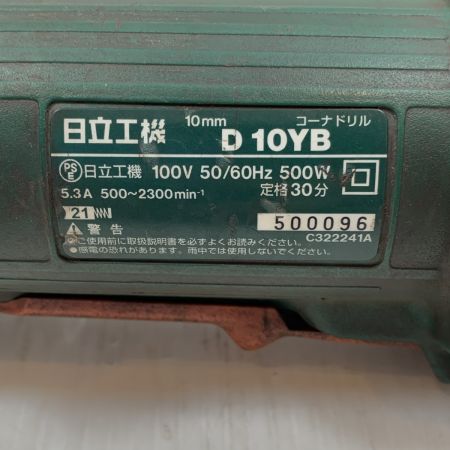 日立工機 10mm コーナドリル D 10YB
PS E 日立工機 100V 50/60Hz 500W
5.3A 500～2300min⁻¹ 定格30分
21
500096
警告 C322241A
●ご使用前に取扱説明書を必ずよくお読みください。
●感電の恐れがあります。雨中では使用しないでください。